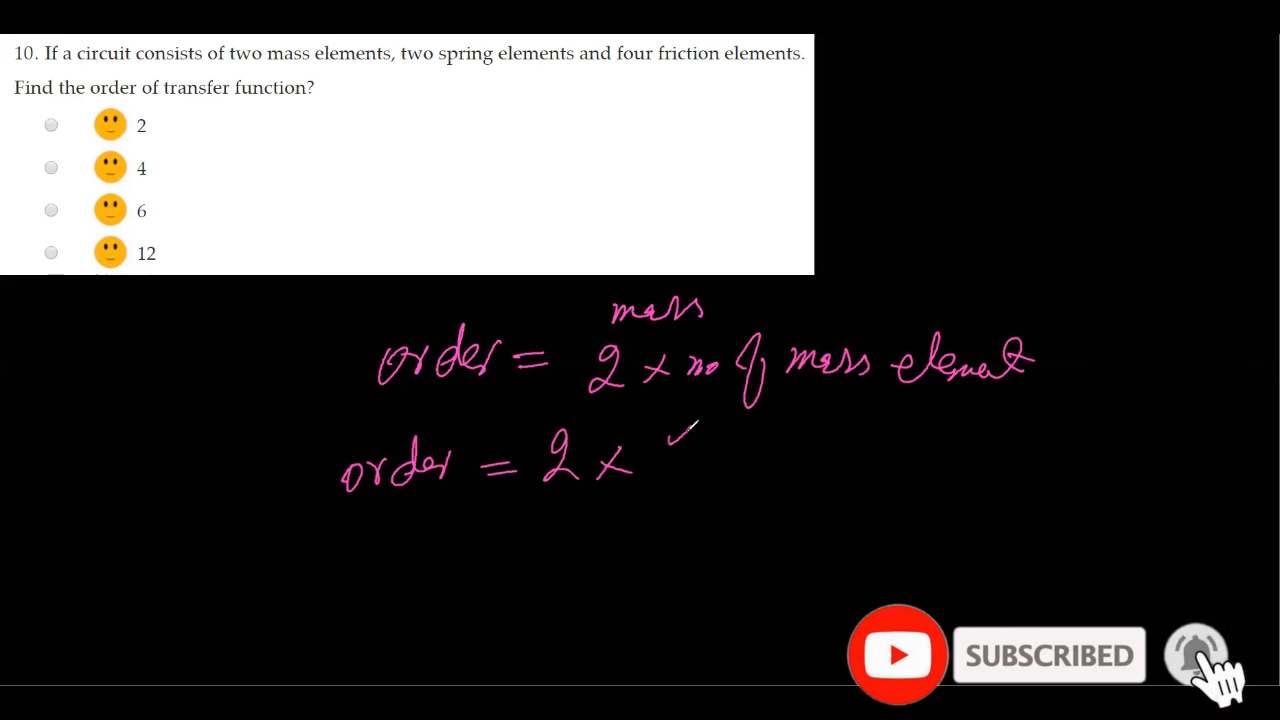 10. If a circuit consists of two mass elements, two spring elements and four friction elements.
Find the order of transfer function?
2
4
6
12
mass
order = 2 × no of mass element
order = 2 ×
SUBSCRIBED